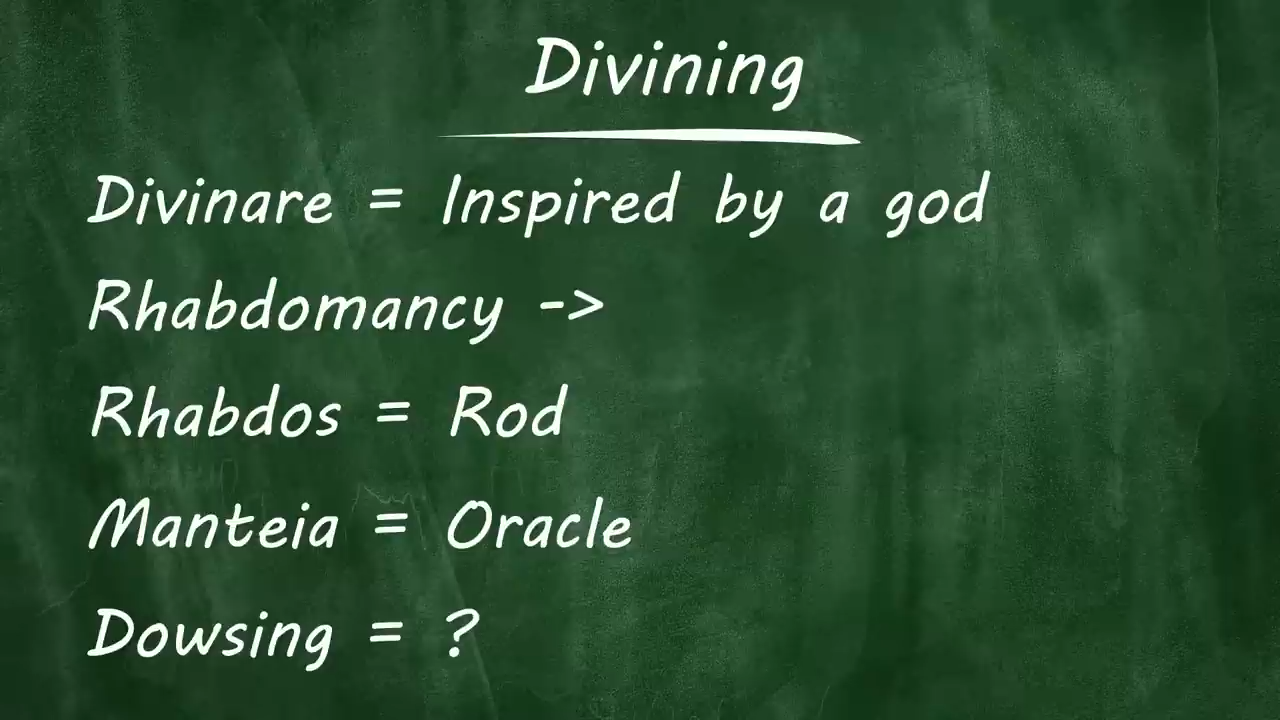 Divining
Divinare = Inspired by a god
Rhabdomancy ->
Rhabdos = Rod
Manteia = Oracle
Dowsing = ?